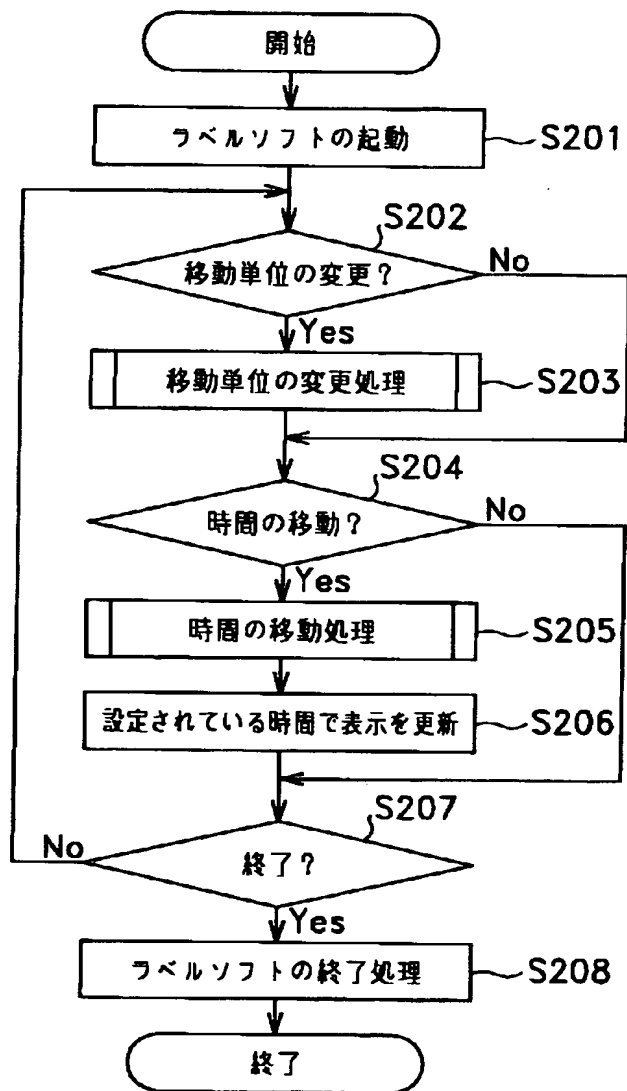 開始
ラベルソフトの起動
S201
S202
移動単位の変更?
No
Yes
移動単位の変更処理
S203
S204
時間の移動?
No
Yes
時間の移動処理
S205
設定されている時間で表示を更新
S206
S207
No
終了?
Yes
ラベルソフトの終了処理
S208
終了